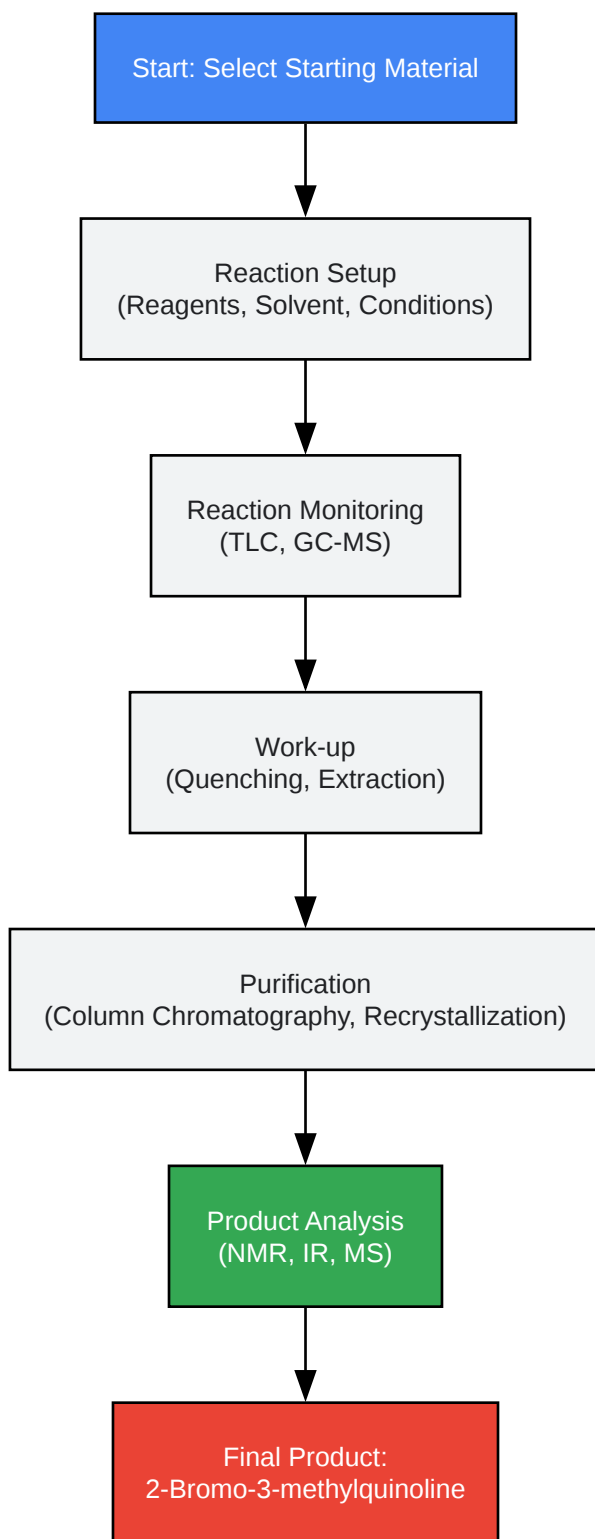 Start: Select Starting Material
Reaction Setup
(Reagents, Solvent, Conditions)
Reaction Monitoring
(TLC, GC-MS)
Work-up
(Quenching, Extraction)
Purification
(Column Chromatography, Recrystallization)
Product Analysis
(NMR, IR, MS)
Final Product:
2-Bromo-3-methylquinoline